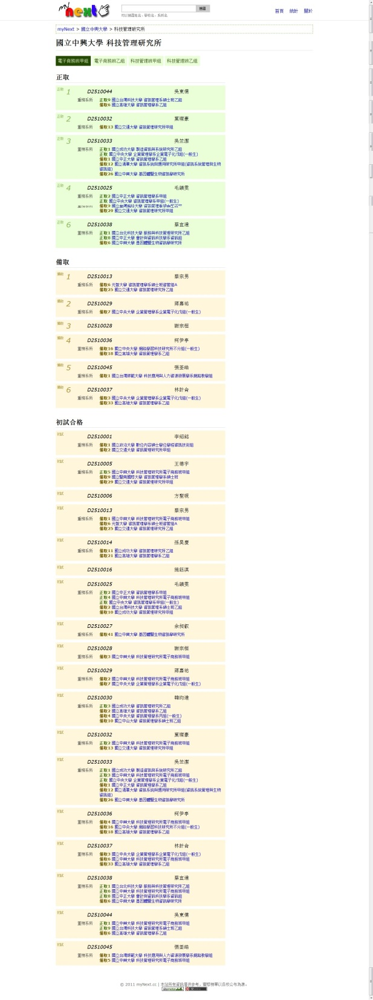 my next
搜尋
首頁 統計 關於
myNext > 國立中興大學 > 科技管理研究所
國立中興大學 科技管理研究所
電子商務班甲組 電子商務班乙組 科技管理班甲組 科技管理班乙組
正取
正取 1 D2510044 吳東儒
重榜系所 正取9 國立台灣科技大學 資訊管理系碩士班乙組
備取6 國立高雄大學 資訊管理學系乙組
正取 2 D2510032 葉琮豪
重榜系所 備取13 國立交通大學 資訊管理研究所甲組
正取 3 D2510033 吳竺潔
重榜系所 正取1 國立成功大學 製造資訊與系統研究所乙組
正取 國立中央大學 企業管理學系企業電子化戊組(一般生)
備取1 國立中正大學 資訊管理學系乙組
備取12 國立清華大學 資訊系統與應用研究所甲組(資訊系統管理與生物
資訊組)
備取26 國立中興大學 基因體暨生物資訊學研究所
正取 4 D2510025
重榜系所 正取2 國立中正大學 資訊管理學系甲組
正取 國立中央大學 資訊管理學系甲組(一般生)
備取29 國立交通大學 資訊管理研究所甲組
正取 6 D2510038 蔡宜達
重榜系所 正取1 國立台北科技大學 服務與科技管理研究所乙組
正取8 國立中正大學 會計與資訊科技學系資訊組
備取6 國立中興大學 基因體暨生物資訊學研究所
備取
備取 1 D2510013 蔡宗男
重榜系所 備取6 元智大學 資訊管理學系碩士班資管組A
備取25 國立交通大學 資訊管理研究所乙組
備取 2 D2510029 蔣嘉祐
重榜系所 備取7 國立中央大學 企業管理學系企業電子化戊組(一般生)
備取 3 D2510028 謝宗桓
備取 4 D2510036 柯伊亭
重榜系所 備取16 國立中央大學 網路學習科技研究所不分組(一般生)
備取18 國立高雄大學 資訊管理學系乙組
備取 5 D2510045 張荃皓
重榜系所 備取1 國立台灣師範大學 科技應用與人力資源發展學系網路教學組
備取 6 D2510037 林計合
重榜系所 備取3 國立中央大學 企業管理學系企業電子化戊組(一般生)
備取33 國立高雄大學 資訊管理學系乙組
初試合格
初試 D2510001 李紹銘
重榜系所 備取1 國立政治大學 數位內容碩士學位學程資訊技術組
備取2 國立交通大學 資訊管理研究所甲組
初試 D2510005 王德宇
重榜系所 正取5 國立中興大學 科技管理研究所電子商務班甲組
備取9 國立暨南國際大學 資訊管理學系碩士班
備取29 國立交通大學 資訊管理研究所甲組
初試 D2510006 方聖硯
初試 D2510013 蔡宗男
重榜系所 備取1 國立中興大學 科技管理研究所電子商務班甲組
備取6 元智大學 資訊管理學系碩士班資管組A
備取25 國立交通大學 資訊管理研究所乙組
初試 D2510014 孫昊慶
重榜系所 備取11 國立成功大學 資訊管理研究所乙組
備取21 國立高雄大學 資訊管理學系乙組
初試 D2510016 施鈺淇
初試 D2510025
重榜系所 正取2 國立中正大學 資訊管理學系甲組
正取4 國立中興大學 科技管理研究所電子商務班甲組
正取 國立中央大學 資訊管理學系甲組(一般生)
備取2 國立台灣科技大學 資訊管理系碩士班乙組
備取10 國立成功大學 資訊管理研究所甲組
初試 D2510027 余昶叡
重榜系所 備取41 國立中興大學 基因體暨生物資訊學研究所
初試 D2510028 謝宗桓
重榜系所 備取3 國立中興大學 科技管理研究所電子商務班甲組
初試 D2510029 蔣嘉祐
重榜系所 備取2 國立中興大學 科技管理研究所電子商務班甲組
備取7 國立中央大學 企業管理學系企業電子化戊組(一般生)
初試 D2510030 韓昀達
重榜系所 正取3 國立成功大學 資訊管理研究所乙組
備取2 國立高雄大學 資訊管理學系乙組
備取4 國立中央大學 資訊管理學系丙組(一般生)
備取10 國立中山大學 資訊管理學系碩士班乙組
初試 D2510032 葉琮豪
重榜系所 正取2 國立中興大學 科技管理研究所電子商務班甲組
備取13 國立交通大學 資訊管理研究所甲組
初試 D2510033 吳竺潔
重榜系所 正取1 國立成功大學 製造資訊與系統研究所乙組
正取3 國立中興大學 科技管理研究所電子商務班甲組
正取 國立中央大學 企業管理學系企業電子化戊組(一般生)
備取1 國立中正大學 資訊管理學系乙組
備取12 國立清華大學 資訊系統與應用研究所甲組(資訊系統管理與生物
資訊組)
備取26 國立中興大學 基因體暨生物資訊學研究所
初試 D2510036 柯伊亭
重榜系所 備取4 國立中興大學 科技管理研究所電子商務班甲組
備取16 國立中央大學 網路學習科技研究所不分組(一般生)
備取18 國立高雄大學 資訊管理學系乙組
初試 D2510037 林計合
重榜系所 備取3 國立中央大學 企業管理學系企業電子化戊組(一般生)
備取6 國立中興大學 科技管理研究所電子商務班甲組
備取33 國立高雄大學 資訊管理學系乙組
初試 D2510038 蔡宜達
重榜系所 正取1 國立台北科技大學 服務與科技管理研究所乙組
正取6 國立中興大學 科技管理研究所電子商務班甲組
正取8 國立中正大學 會計與資訊科技學系資訊組
備取6 國立中興大學 基因體暨生物資訊學研究所
初試 D2510044 吳東儒
重榜系所 正取1 國立中興大學 科技管理研究所電子商務班甲組
正取9 國立台灣科技大學 資訊管理系碩士班乙組
備取6 國立高雄大學 資訊管理學系乙組
初試 D2510045 張荃皓
重榜系所 備取1 國立台灣師範大學 科技應用與人力資源發展學系網路教學組
備取5 國立中興大學 科技管理研究所電子商務班甲組
© 2011 myNext.cc | 本站所有資訊僅供參考，實際榜單以各校公布為準。
sitemeter